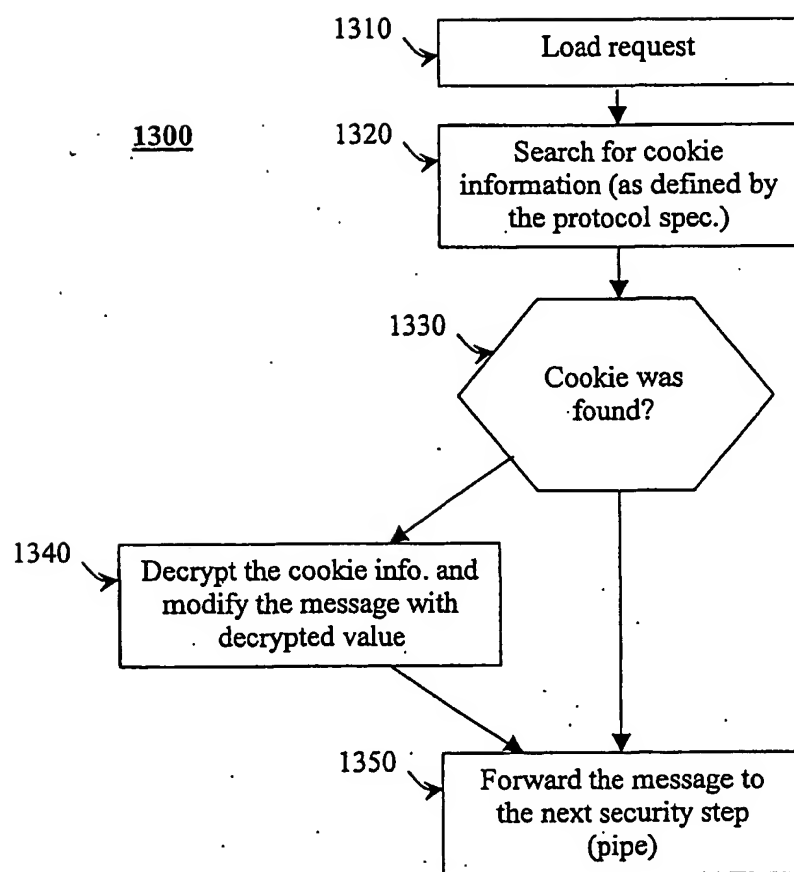 1310
Load request
1300
1320
Search for cookie
information (as defined by
the protocol spec.)
1330
Cookie was
found?
1340
Decrypt the cookie info. and
modify the message with
decrypted value
1350
Forward the message to
the next security step
(pipe)